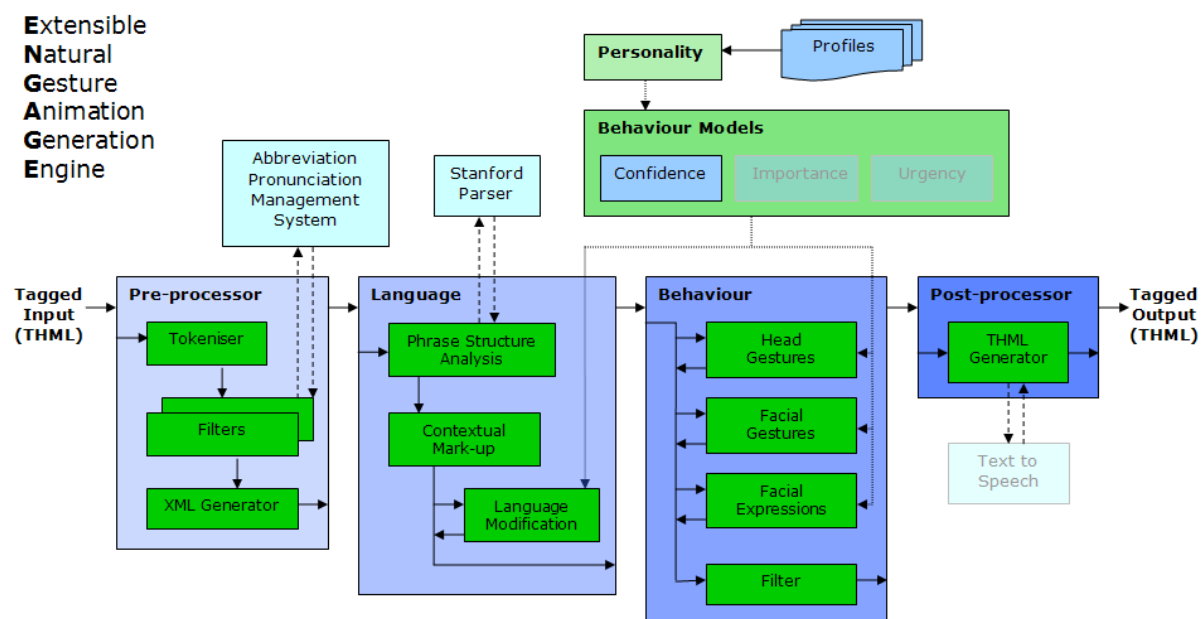 Extensible
Natural
Gesture
Animation
Generation
Engine
Personality
Profiles
Behaviour Models
Confidence
Importance
Urgency
Abbreviation
Pronunciation
Management
System
Stanford
Parser
Tagged
Input
(THML)
Pre-processor
Tokeniser
Filters
XML Generator
Language
Phrase Structure
Analysis
Contextual
Mark-up
Language
Modification
Behaviour
Head
Gestures
Facial
Gestures
Facial
Expressions
Filter
Post-processor
THML
Generator
Text to
Speech
Tagged
Output
(THML)